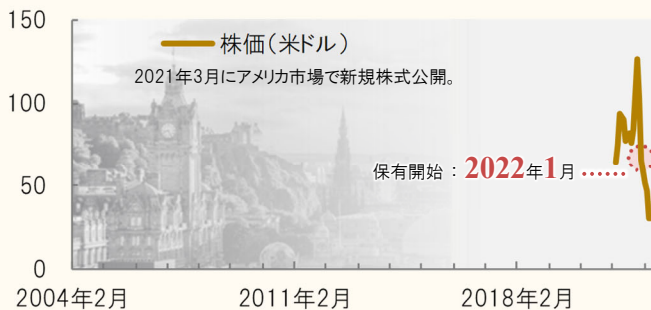 150
株価（米ドル）
2021年3月にアメリカ市場で新規株式公開。
100
保有開始：2022年1月 ……
50
0
2004年2月 2011年2月 2018年2月